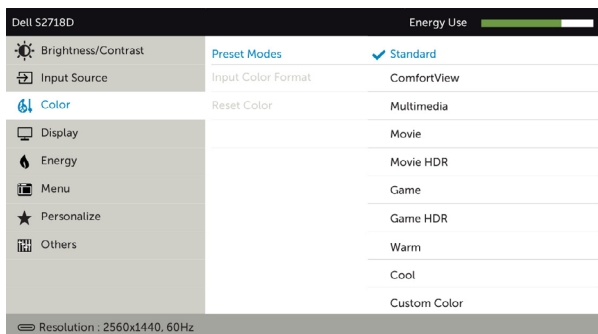 Dell S2718D
Energy Use
Brightness/Contrast
Input Source
Color
Display
Energy
Menu
Personalize
Others
Preset Modes
Input Color Format
Reset Color
Standard
ComfortView
Multimedia
Movie
Movie HDR
Game
Game HDR
Warm
Cool
Custom Color
Resolution : 2560x1440, 60Hz